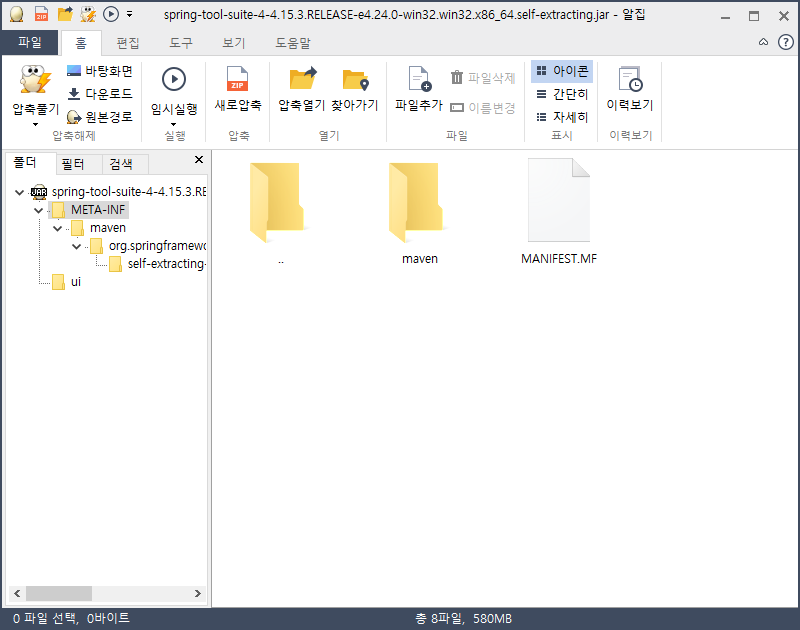 spring-tool-suite-4-4.15.3.RELEASE-e4.24.0-win32.win32.x86_64.self-extracting.jar - 알집
파일 홈 편집 도구 보기 도움말
압축풀기 바탕화면 다운로드 원본경로
압축해제
임시실행
실행
ZIP 새로압축
압축
압축열기 찾아가기
열기
파일추가 파일삭제 이름변경
파일
아이콘 간단히 자세히
표시
이력보기
이력보기
폴더 필터 검색
spring-tool-suite-4-4.15.3.RE
META-INF
maven
org.springframewo
self-extracting-
ui
.. maven MANIFEST.MF
0 파일 선택, 0바이트 총 8파일, 580MB